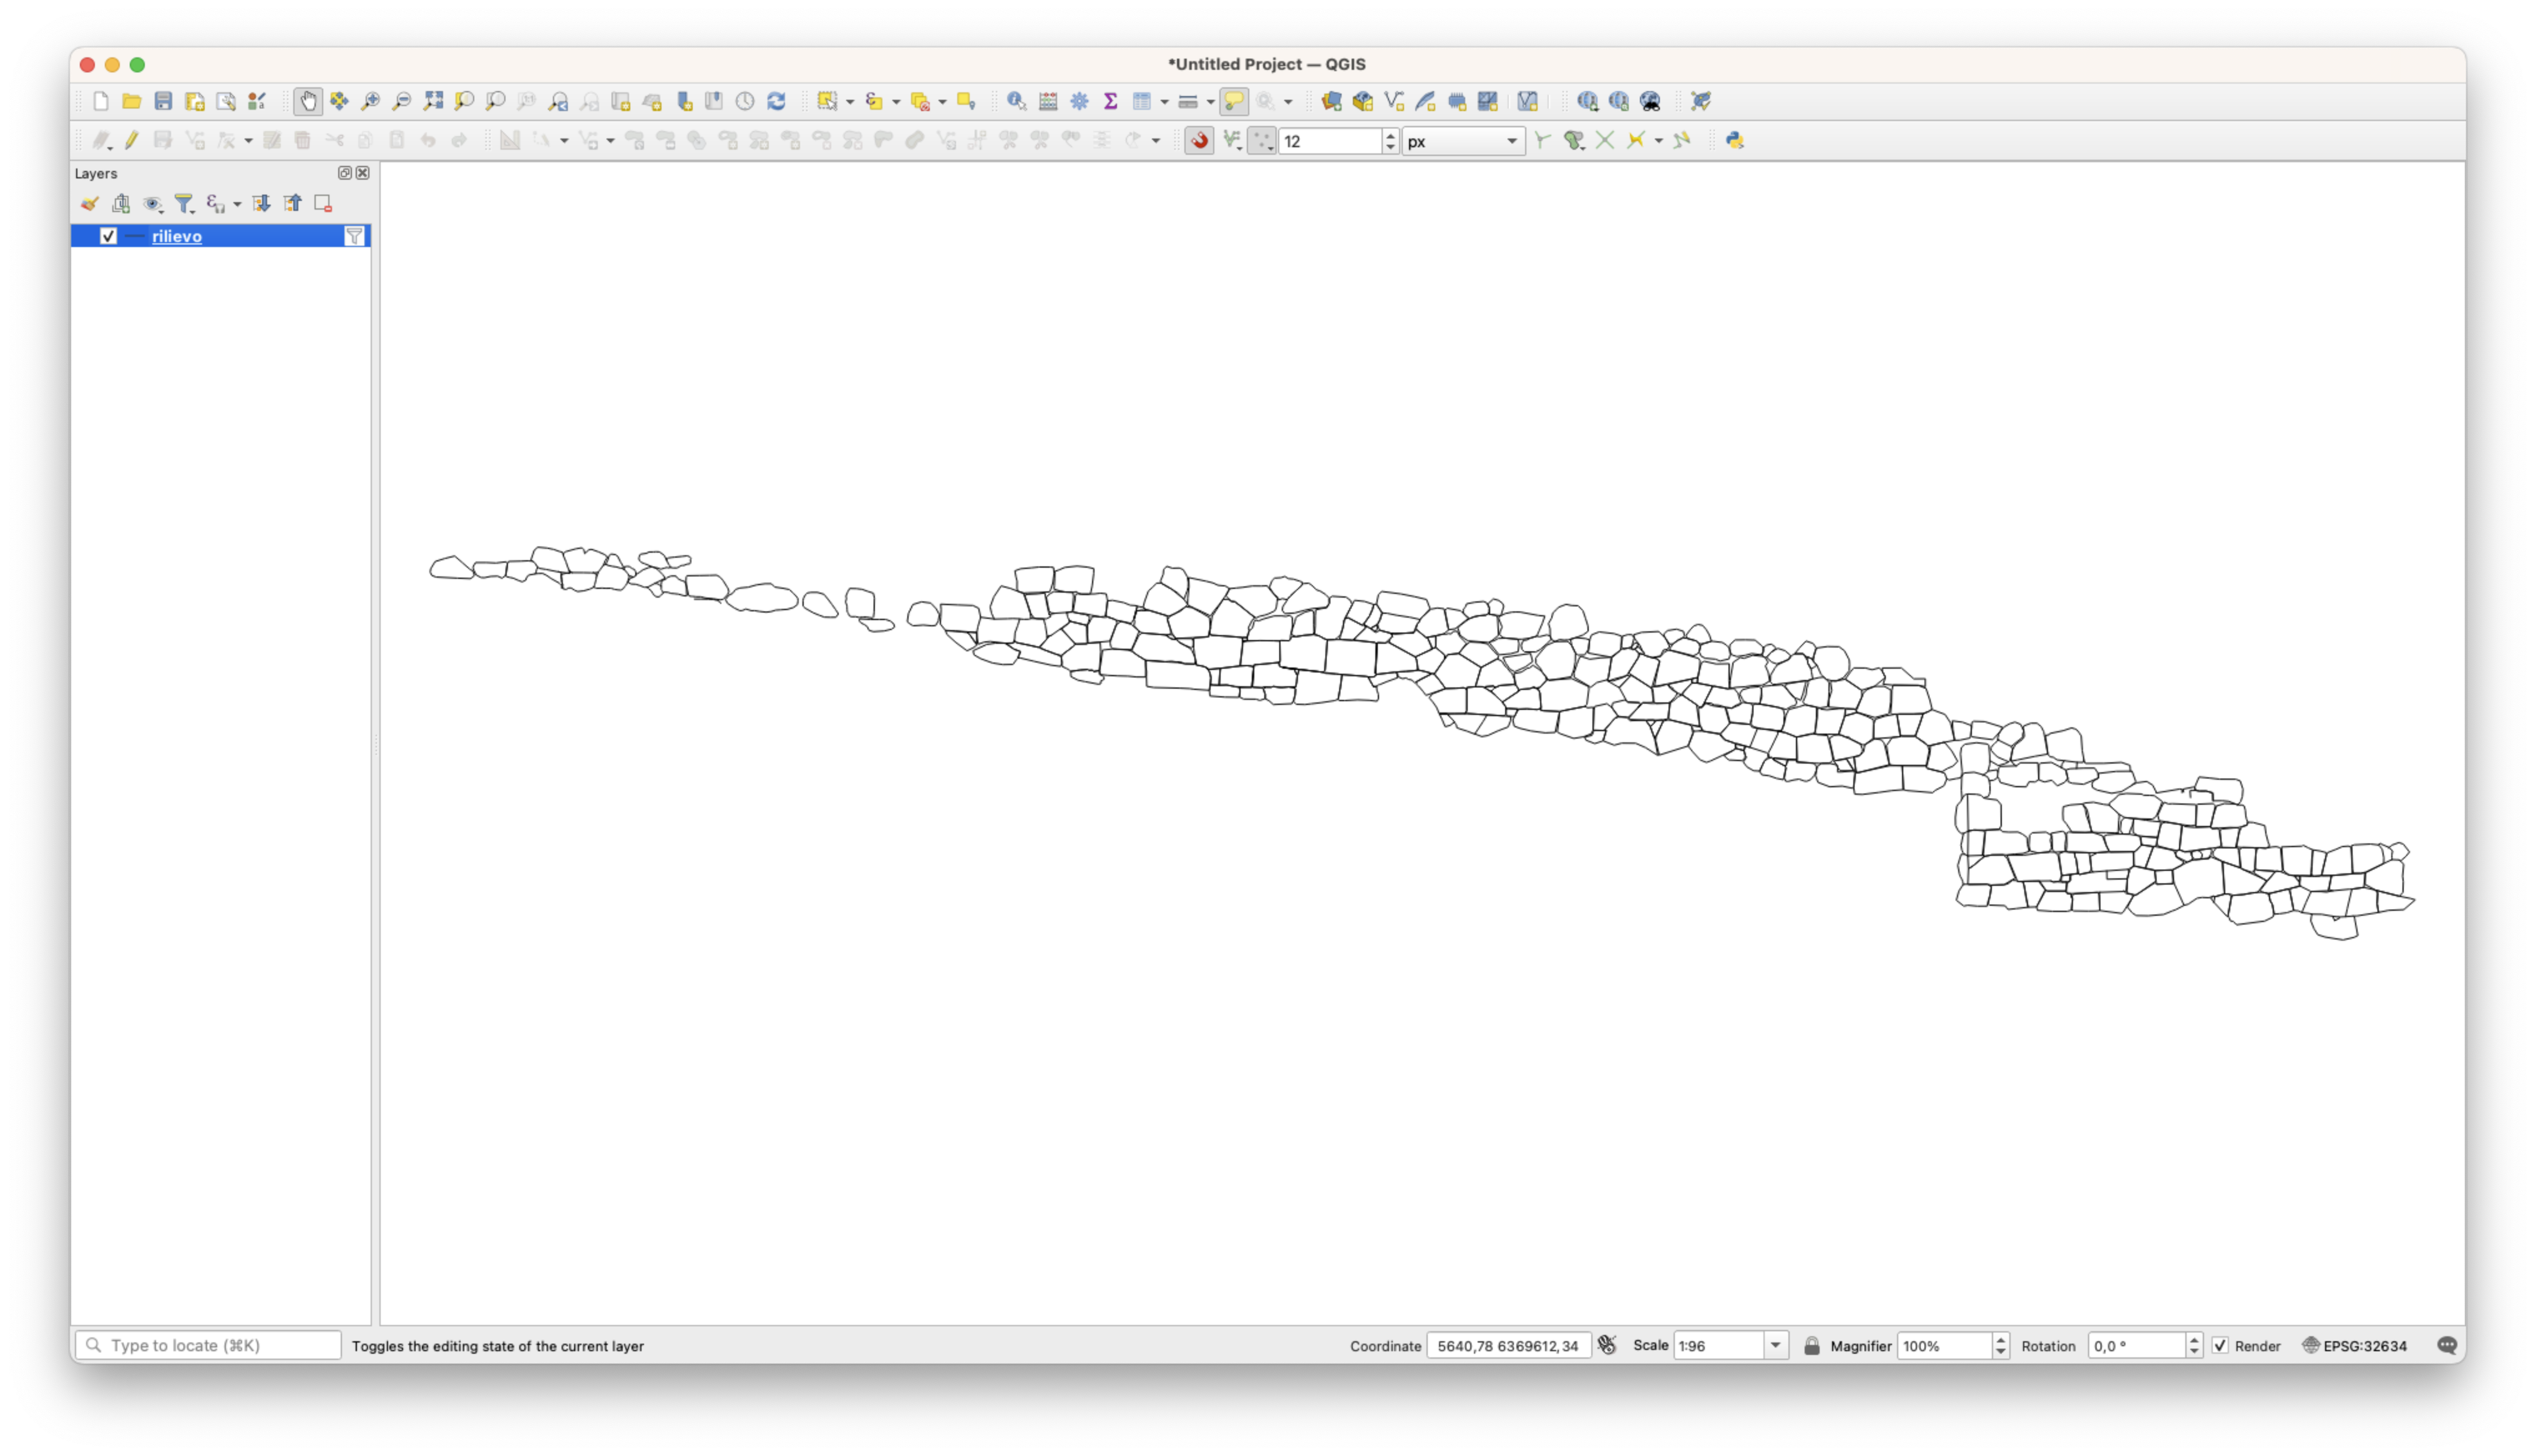 *Untitled Project — QGIS
12
px
Layers
rilievo
Type to locate (⌘K)
Toggles the editing state of the current layer
Coordinate 5640,78 6369612,34
Scale 1:96
Magnifier 100%
Rotation 0,0 °
Render
EPSG:32634